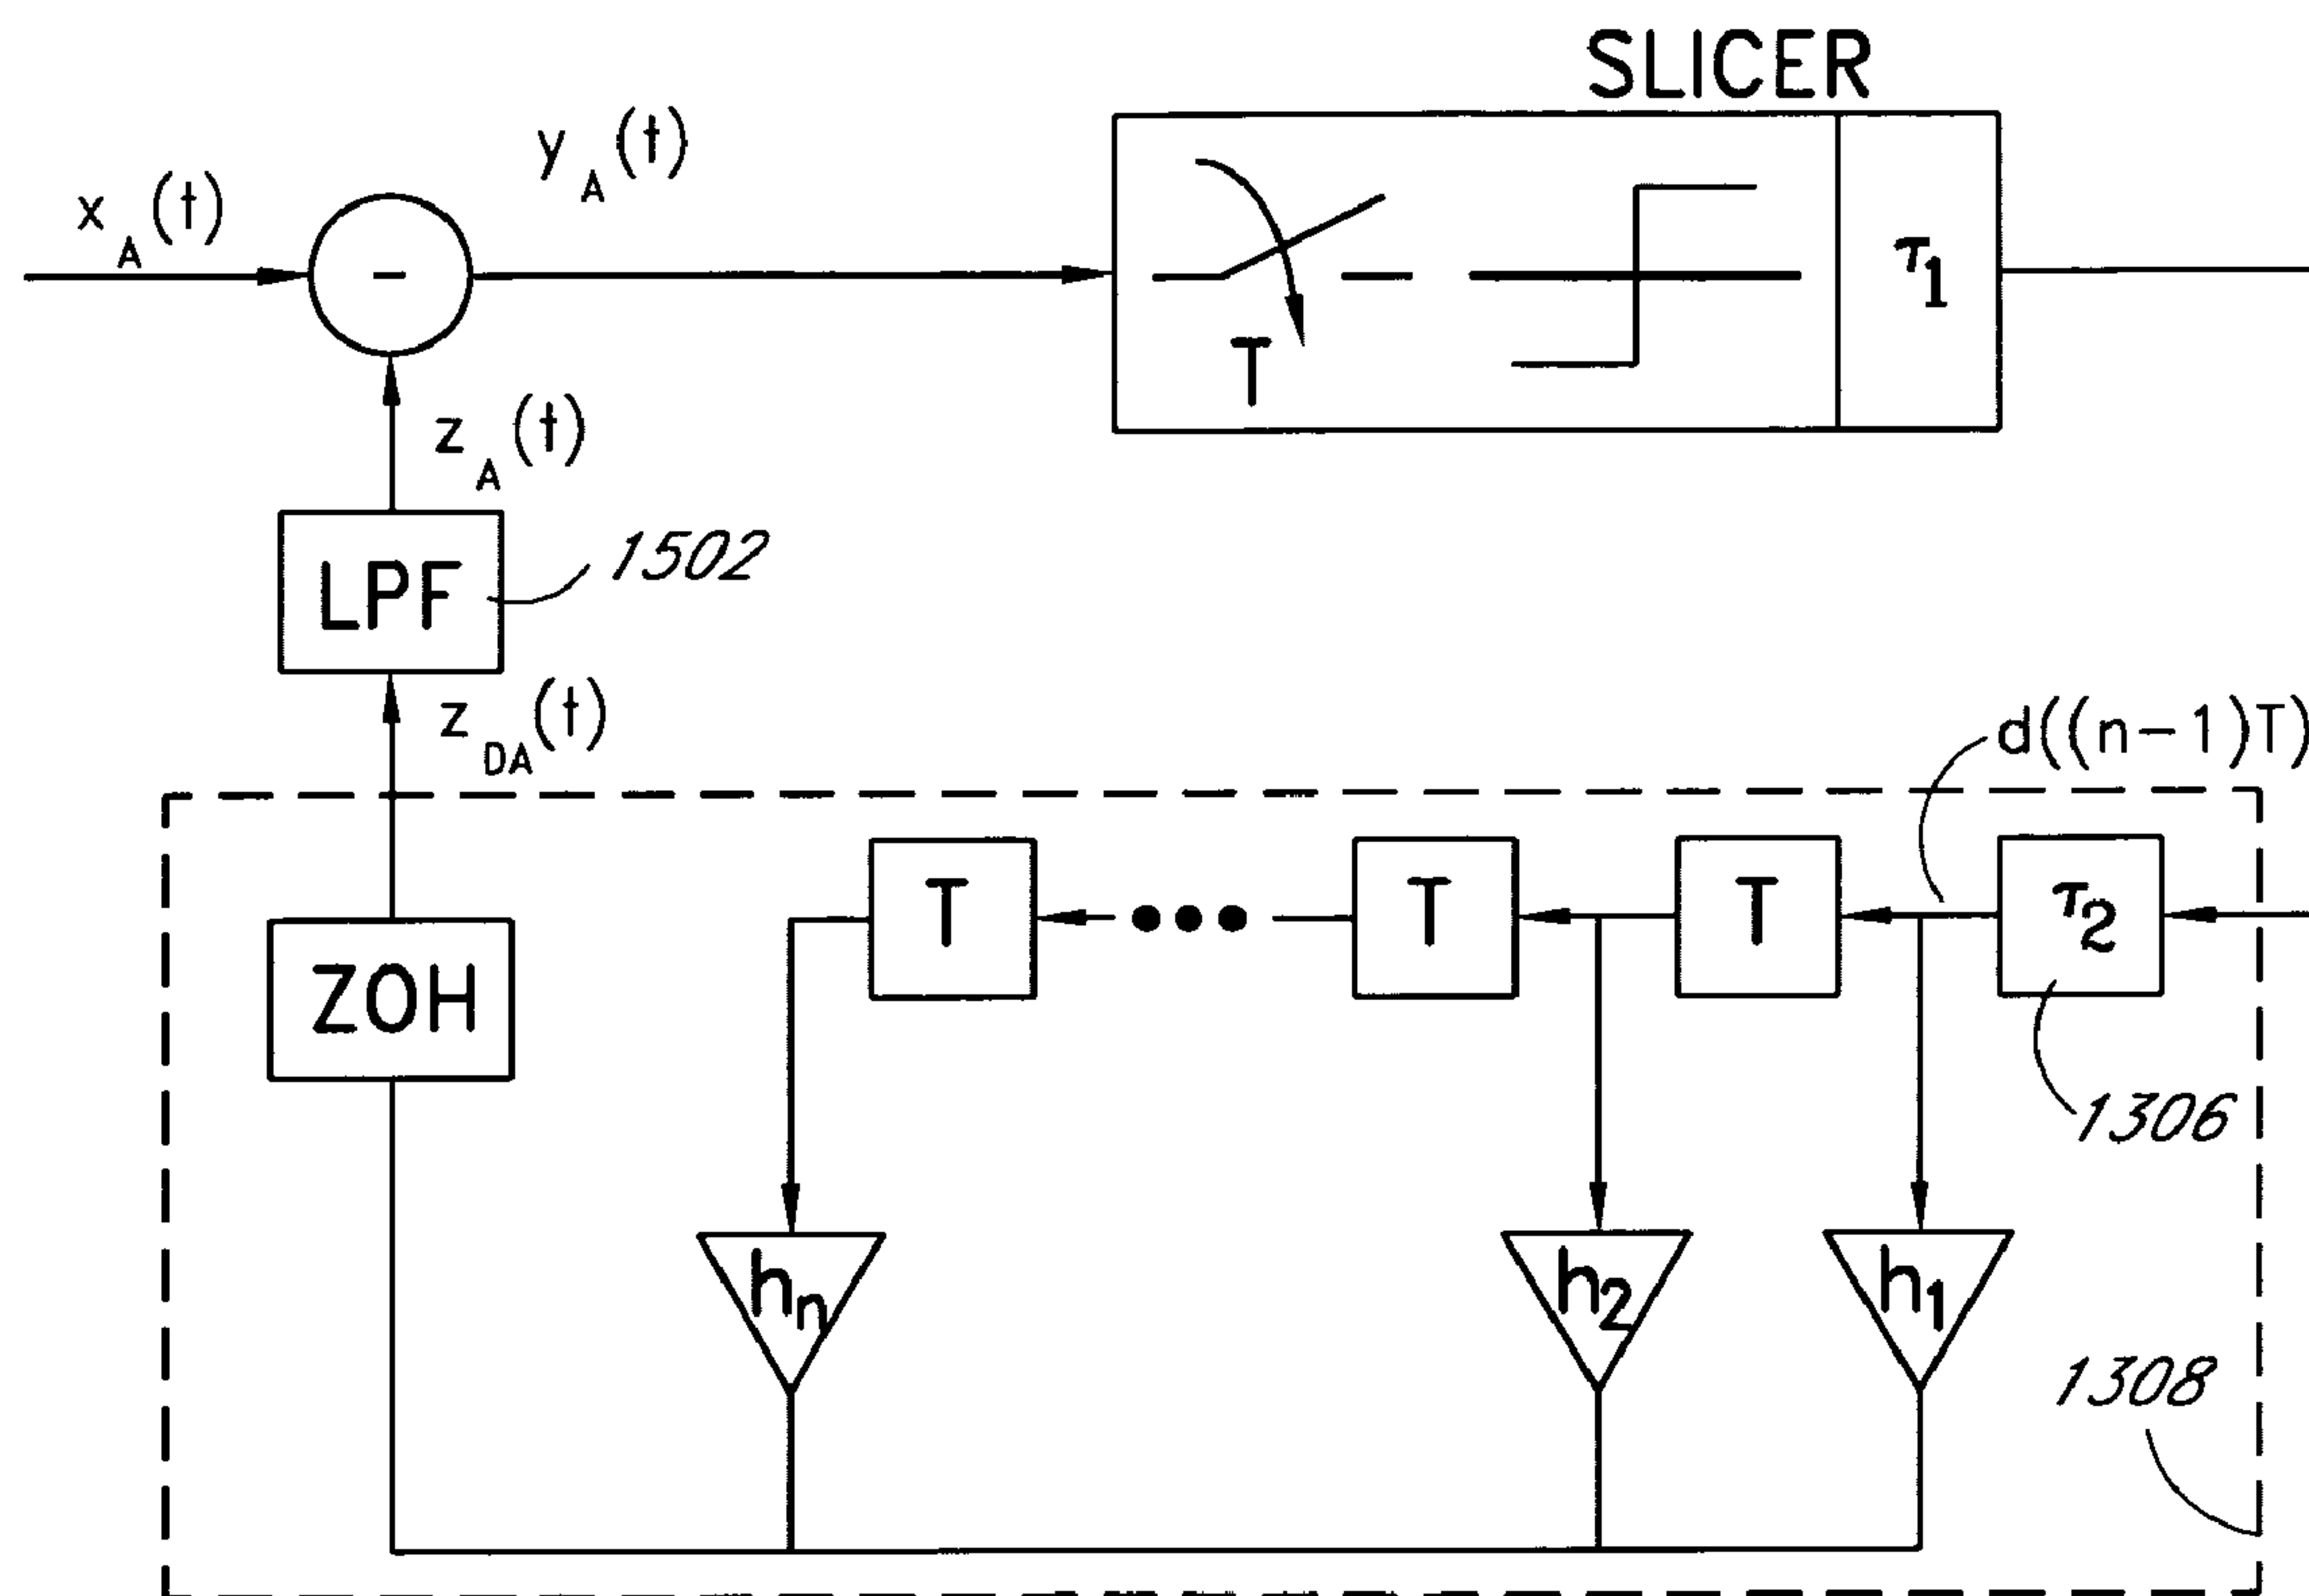 SLICER
x_A(t)
y_A(t)
-
T
τ1
z_A(t)
LPF
1502
z_DA(t)
d((n-1)T)
T
T
T
τ2
ZOH
1306
hn
h2
h1
1308